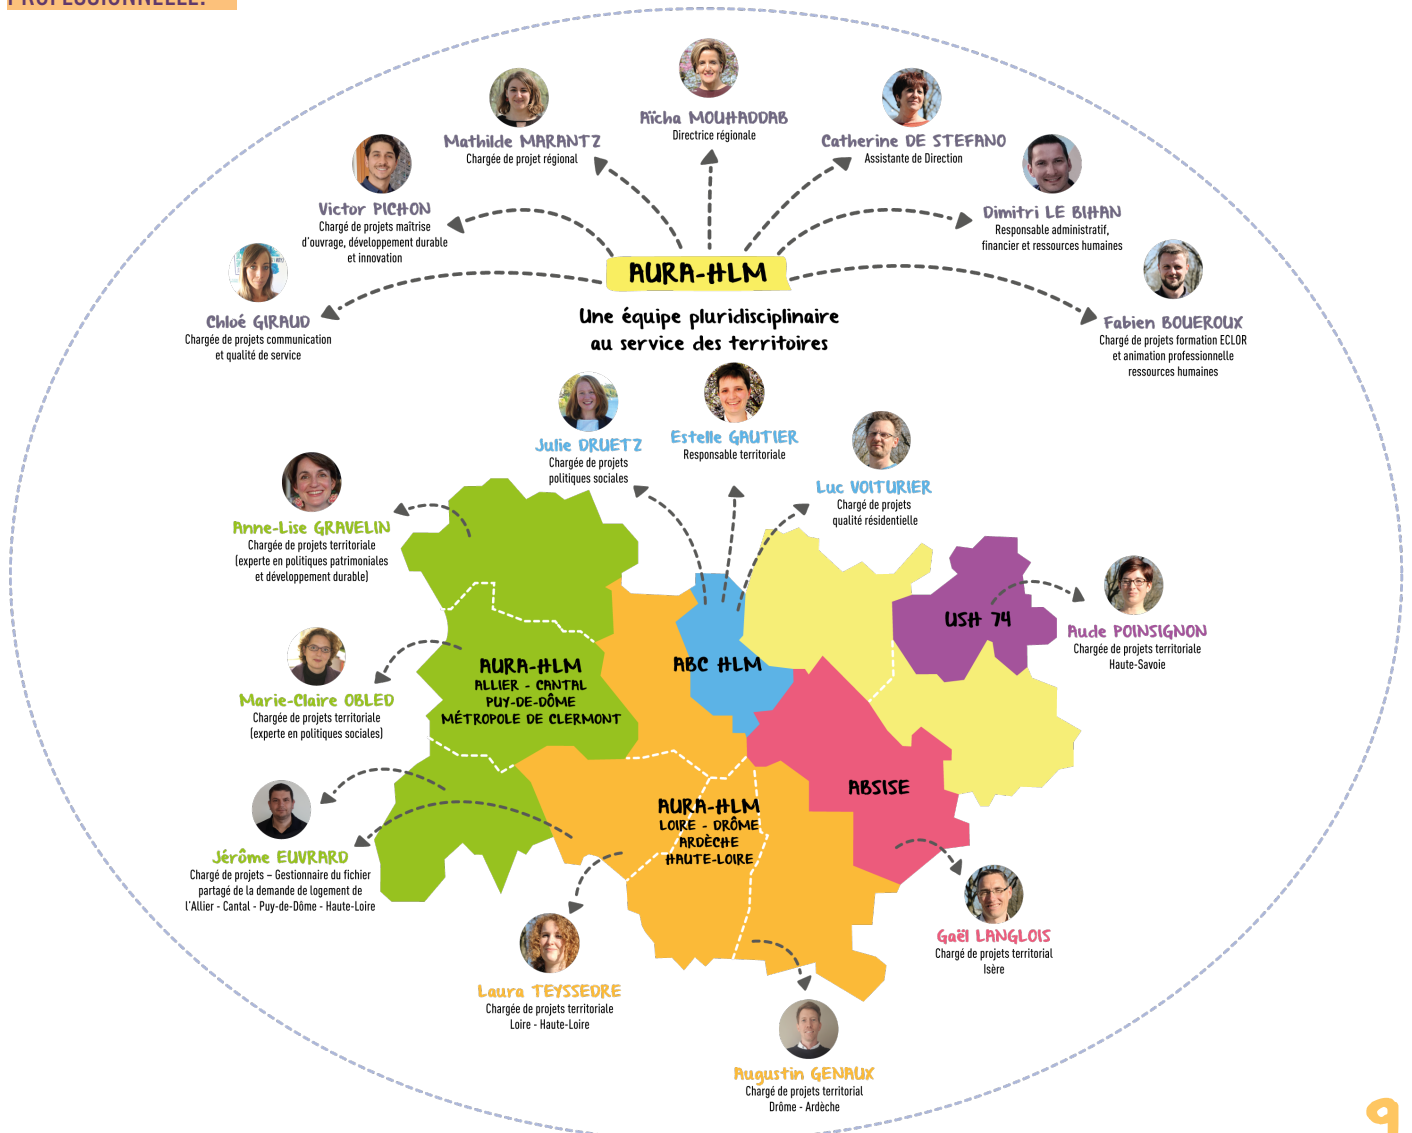 PROFESSIONNELLE.
Aïcha MOUHADDAB
Directrice régionale
Mathilde MARANTZ
Chargée de projet régional
Catherine DE STEFANO
Assistante de Direction
Victor PICHON
Chargé de projets maîtrise
d'ouvrage, développement durable
et innovation
Dimitri LE BIHAN
Responsable administratif,
financier et ressources humaines
Chloé GIRAUD
Chargée de projets communication
et qualité de service
Fabien BOUEROUX
Chargé de projets formation ECLOR
et animation professionnelle
ressources humaines
AURA-HLM
Une équipe pluridisciplinaire
au service des territoires
Julie DRUETZ
Chargée de projets
politiques sociales
Estelle GAUTIER
Responsable territoriale
Luc VOITURIER
Chargé de projets
qualité résidentielle
Anne-Lise GRAVELIN
Chargée de projets territoriale
(experte en politiques patrimoniales
et développement durable)
Marie-Claire OBLED
Chargée de projets territoriale
(experte en politiques sociales)
AURA-HLM
ALLIER - CANTAL
PUY-DE-DÔME
MÉTROPOLE DE CLERMONT
ABC HLM
USH 74
Aude POINSIGNON
Chargée de projets territoriale
Haute-Savoie
ABSISE
AURA-HLM
LOIRE - DRÔME
ARDÈCHE
HAUTE-LOIRE
Jérôme EUVRARD
Chargé de projets – Gestionnaire du fichier
partagé de la demande de logement de
l'Allier - Cantal - Puy-de-Dôme - Haute-Loire
Gaël LANGLOIS
Chargé de projets territorial
Isère
Laura TEYSSEDRE
Chargée de projets territoriale
Loire - Haute-Loire
Augustin GENAUX
Chargé de projets territorial
Drôme - Ardèche
9